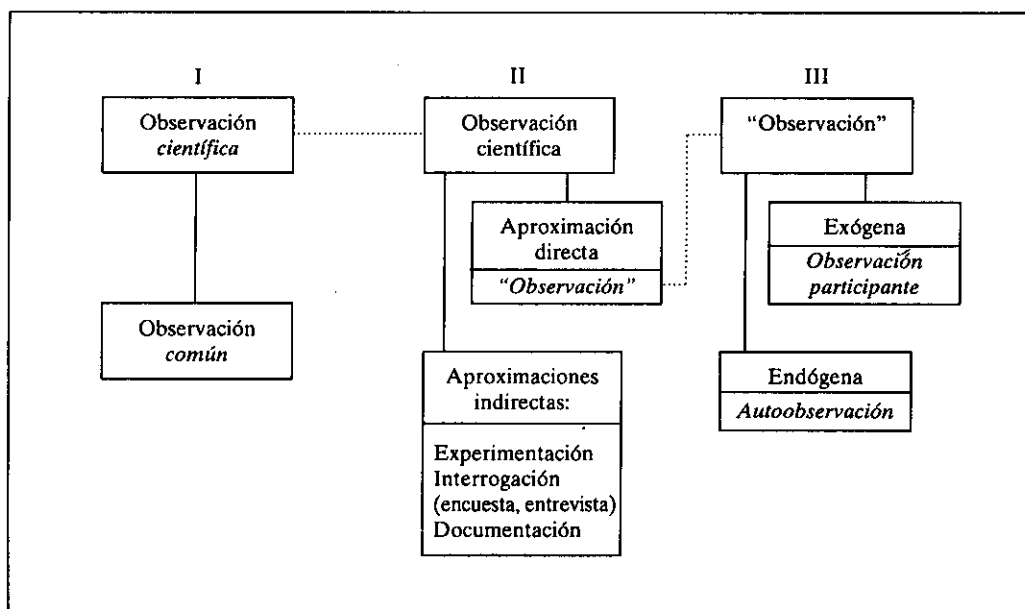 I
Observación
científica
Observación
común
II
Observación
científica
Aproximación
directa
“Observación”
Aproximaciones
indirectas:
Experimentación
Interrogación
(encuesta, entrevista)
Documentación
III
“Observación”
Exógena
Observación
participante
Endógena
Autoobservación